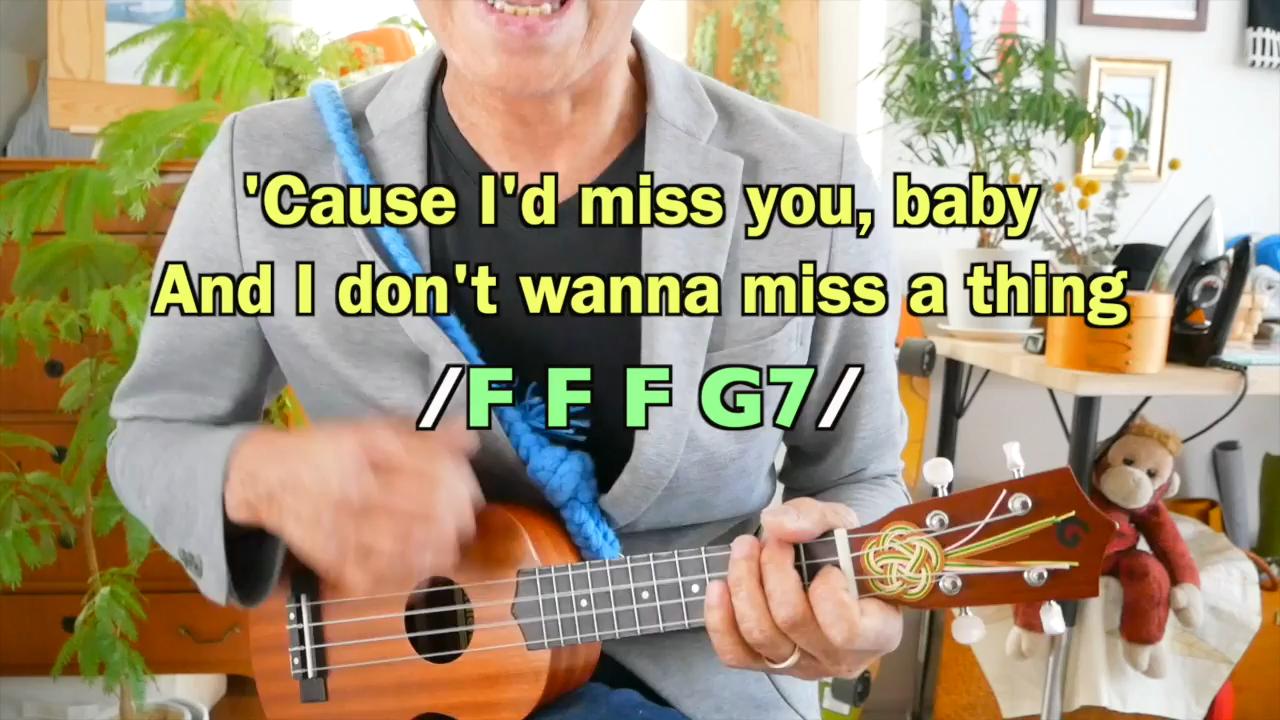 'Cause I'd miss you, baby
And I don't wanna miss a thing
/F F F G7/
G